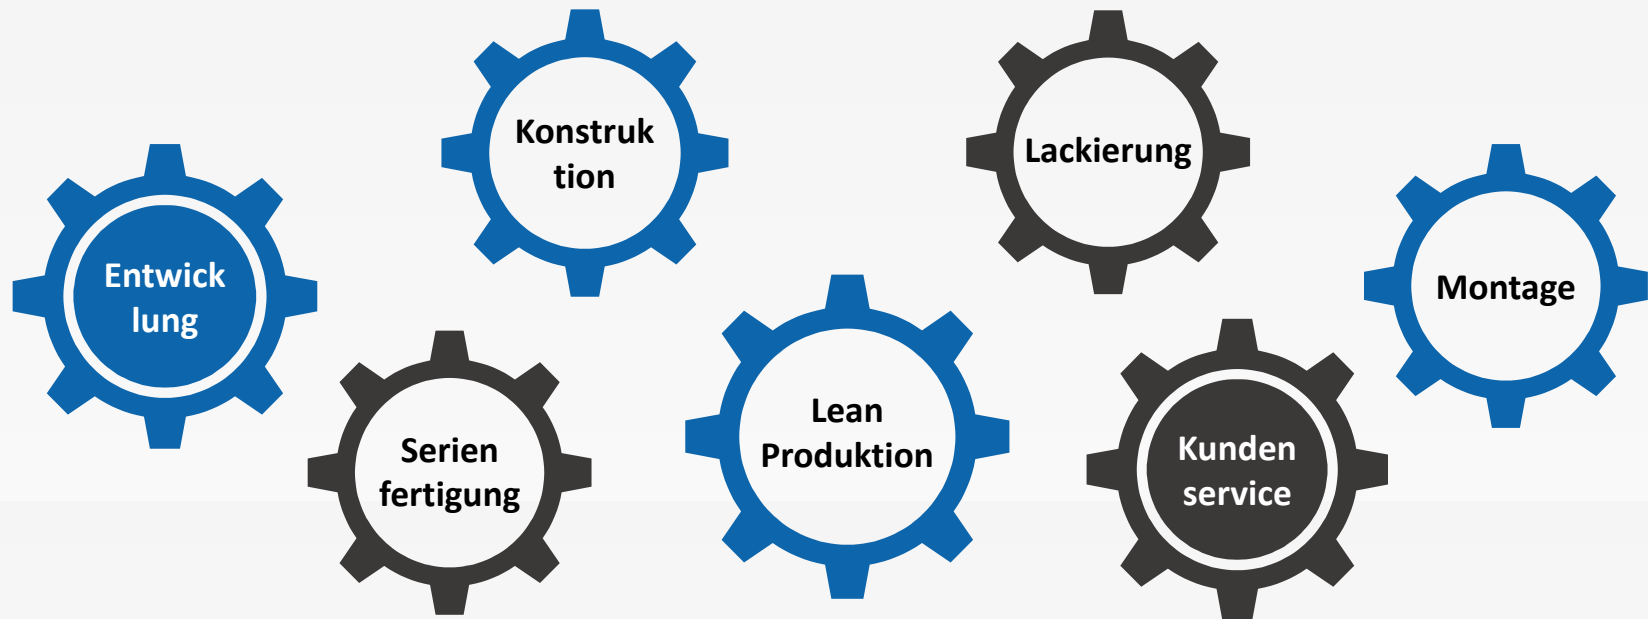 Entwick
lung
Konstruk
tion
Serien
fertigung
Lean
Produktion
Lackierung
Kunden
service
Montage